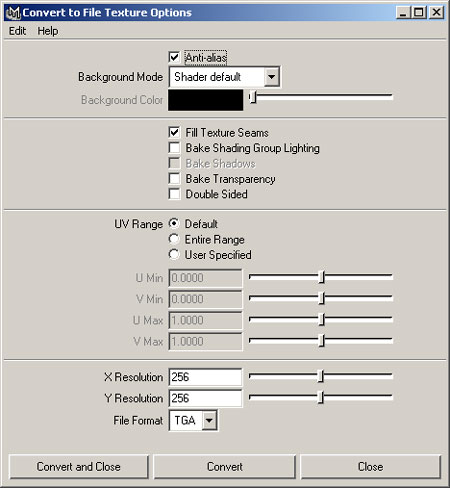 Convert to File Texture Options
Edit Help
Anti-alias
Background Mode Shader default
Background Color
Fill Texture Seams
Bake Shading Group Lighting
Bake Shadows
Bake Transparency
Double Sided
UV Range Default
Entire Range
User Specified
U Min 0.0000
V Min 0.0000
U Max 1.0000
V Max 1.0000
X Resolution 256
Y Resolution 256
File Format TGA
Convert and Close Convert Close